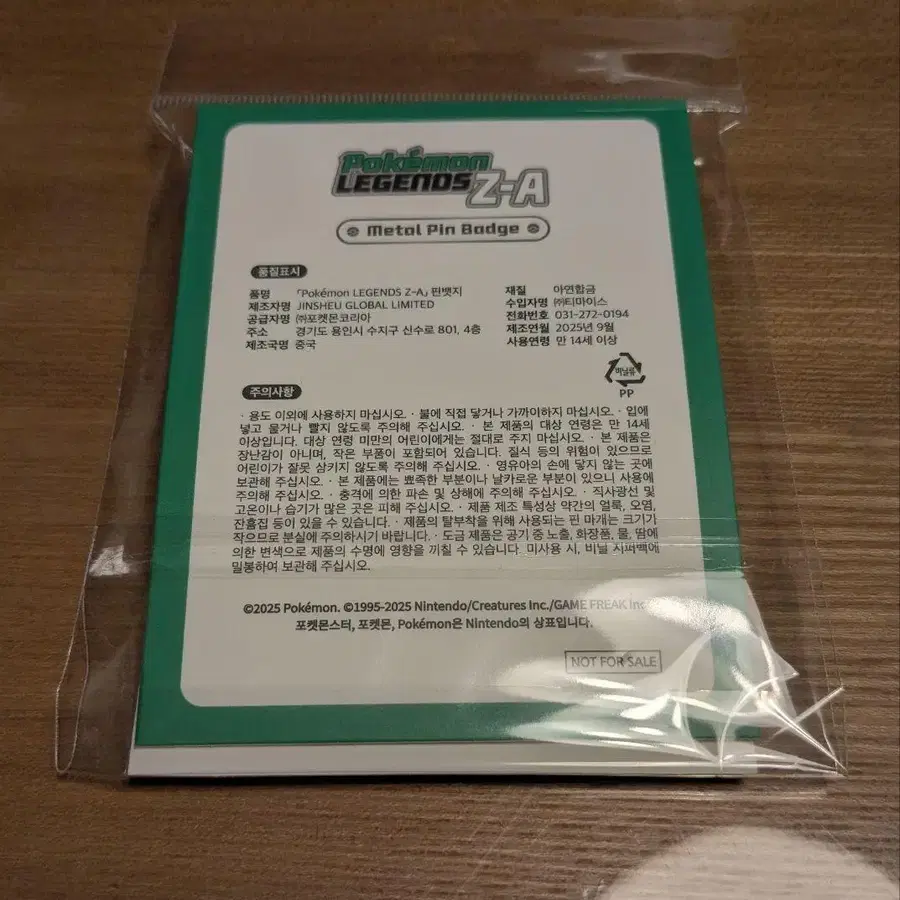 Pokémon
LEGENDS Z-A
Metal Pin Badge
품질표시
품명 「Pokémon LEGENDS Z-A」 핀뱃지
제조자명 JINSHEU GLOBAL LIMITED
공급자명 ㈜포켓몬코리아
주소 경기도 용인시 수지구 신수로 801, 4층
제조국명 중국
재질 아연합금
수입자명 ㈜티마이스
전화번호 031-272-0194
제조연월 2025년 9월
사용연령 만 14세 이상
비닐류
PP
주의사항
· 용도 이외에 사용하지 마십시오. · 불에 직접 닿거나 가까이하지 마십시오. · 입에
넣고 물거나 빨지 않도록 주의해 주십시오. · 본 제품의 대상 연령은 만 14세
이상입니다. 대상 연령 미만의 어린이에게는 절대로 주지 마십시오. · 본 제품은
장난감이 아니며, 작은 부품이 포함되어 있습니다. 질식 등의 위험이 있으므로
어린이가 잘못 삼키지 않도록 주의해 주십시오. · 영유아의 손에 닿지 않는 곳에
보관해 주십시오. · 본 제품에는 뾰족한 부분이나 날카로운 부분이 있으니 사용에
주의해 주십시오. · 충격에 의한 파손 및 상해에 주의해 주십시오. · 직사광선 및
고온이나 습기가 많은 곳은 피해 주십시오. · 제품 제조 특성상 약간의 얼룩, 오염,
잔흠집 등이 있을 수 있습니다. · 제품의 탈부착을 위해 사용되는 핀 마개는 크기가
작으므로 분실에 주의하시기 바랍니다. · 도금 제품은 공기 중 노출, 화장품, 물, 땀에
의한 변색으로 제품의 수명에 영향을 끼칠 수 있습니다. 미사용 시, 비닐 지퍼백에
밀봉하여 보관해 주십시오.
©2025 Pokémon. ©1995-2025 Nintendo/Creatures Inc./GAME FREAK inc.
포켓몬스터, 포켓몬, Pokémon은 Nintendo의 상표입니다.
NOT FOR SALE